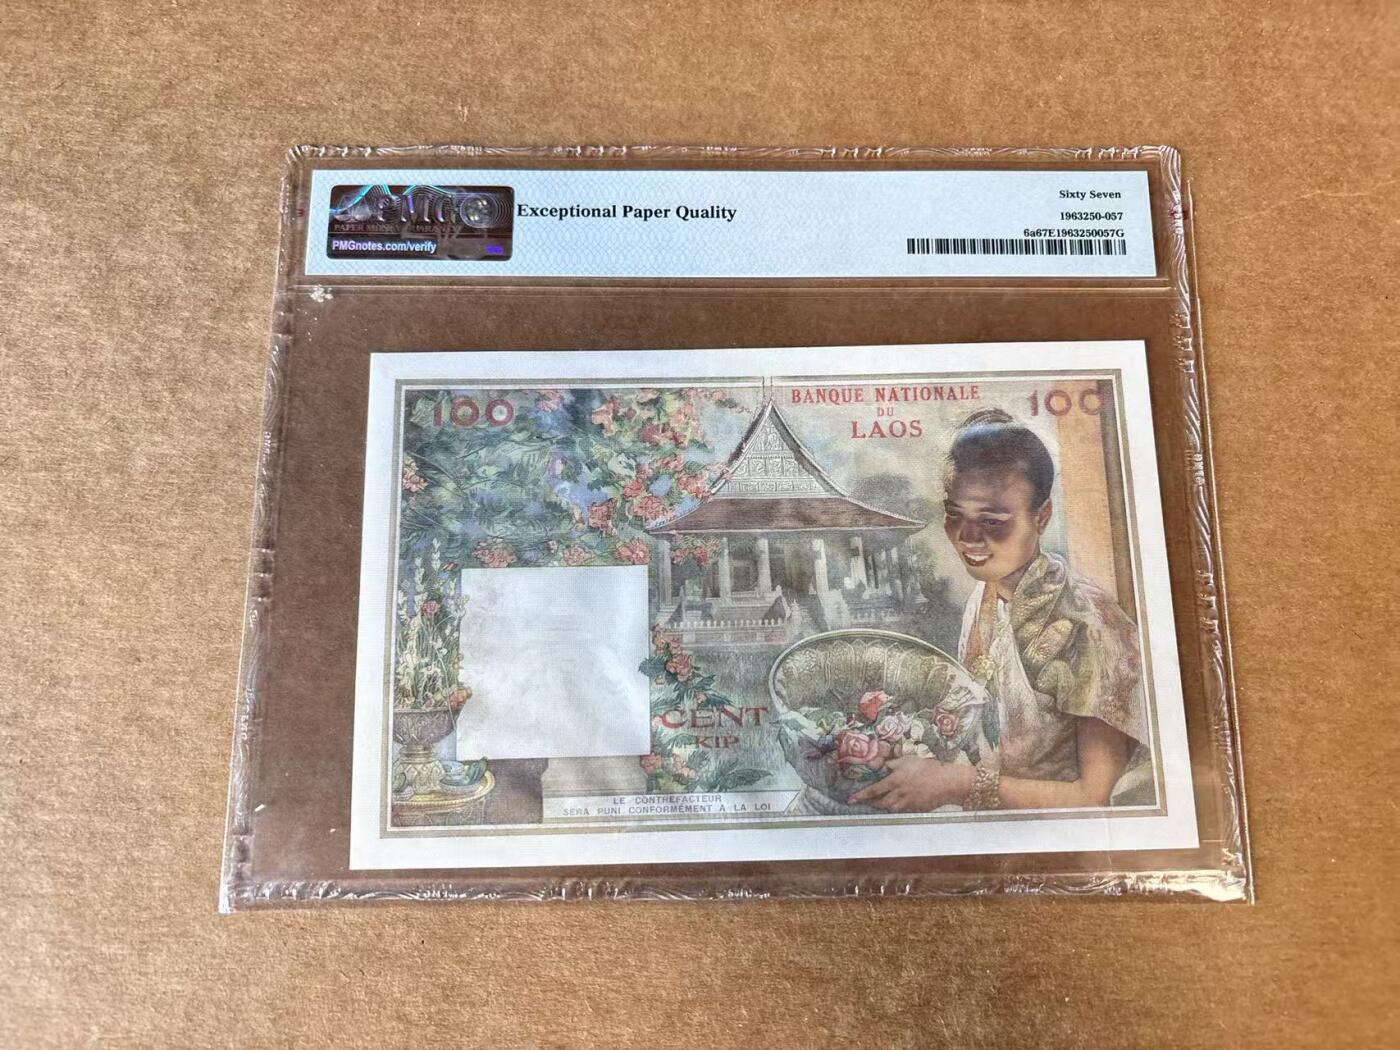 PMG
PAPER MONEY GUARANTY
PMGnotes.com/verify
Exceptional Paper Quality
Sixty Seven
1963250-057
6a67E1963250057G
100
BANQUE NATIONALE
DU
LAOS
100
CENT
KIP
LE CONTREFACTEUR
SERA PUNI CONFORMÉMENT À LA LOI